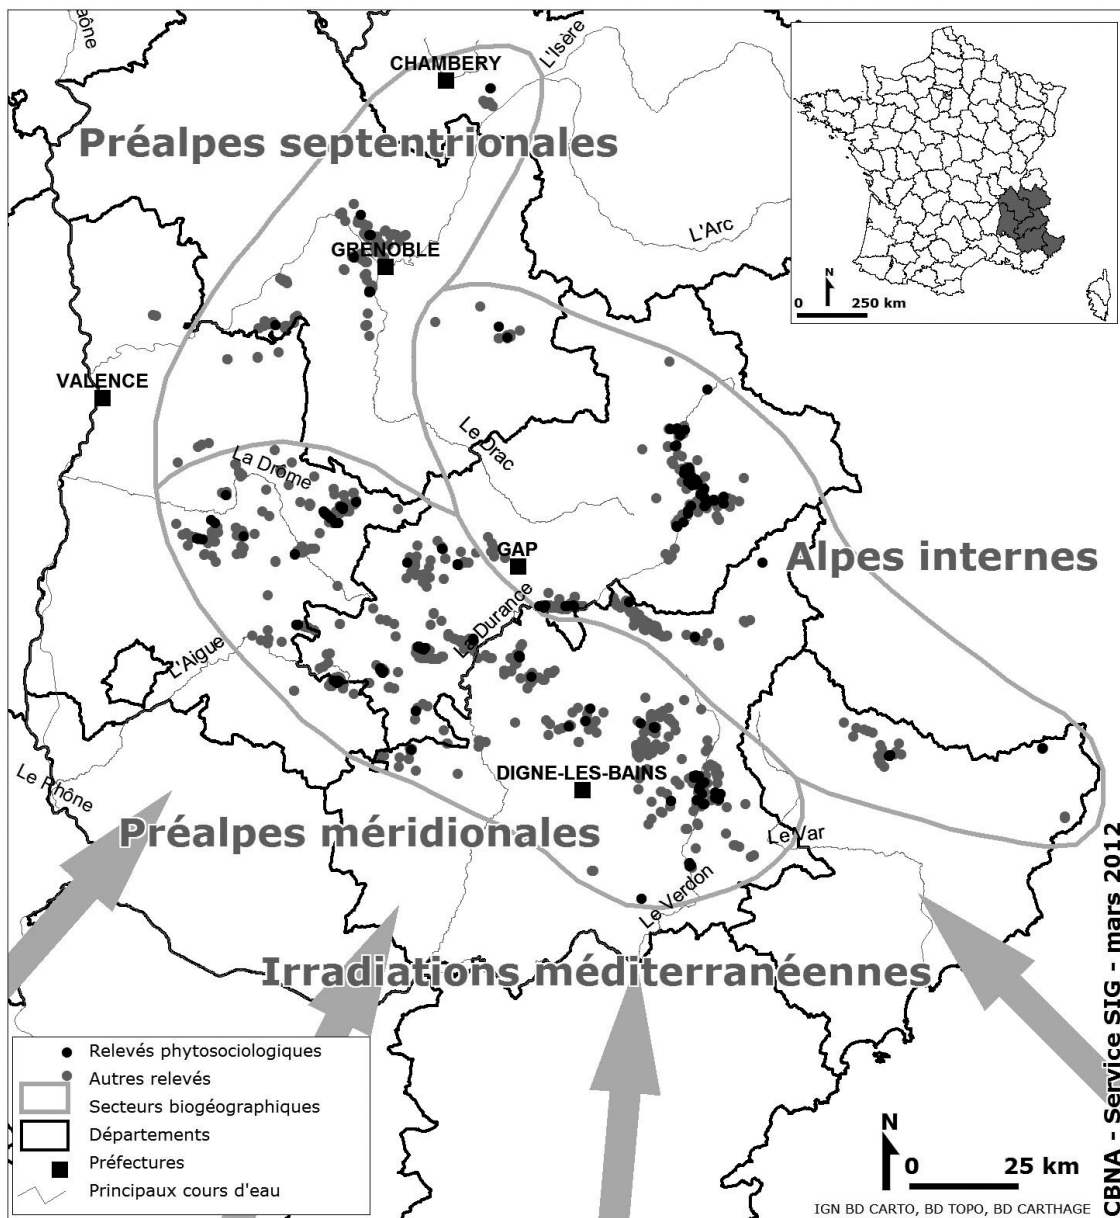 aône
CHAMBERY
L'Isère
Préalpes septentrionales
N
0 250 km
L'Arc
GRENOBLE
VALENCE
Le Drac
La Drôme
GAP
Alpes internes
La Durance
L'Aigue
Le Rhône
DIGNE-LES-BAINS
Préalpes méridionales
Le Var
Le Verdon
Irradiations méditerranéennes
Relevés phytosociologiques
Autres relevés
Secteurs biogéographiques
Départements
Préfectures
Principaux cours d'eau
N
0 25 km
IGN BD CARTO, BD TOPO, BD CARTHAGE
CBNA - Service SIG - mars 2012